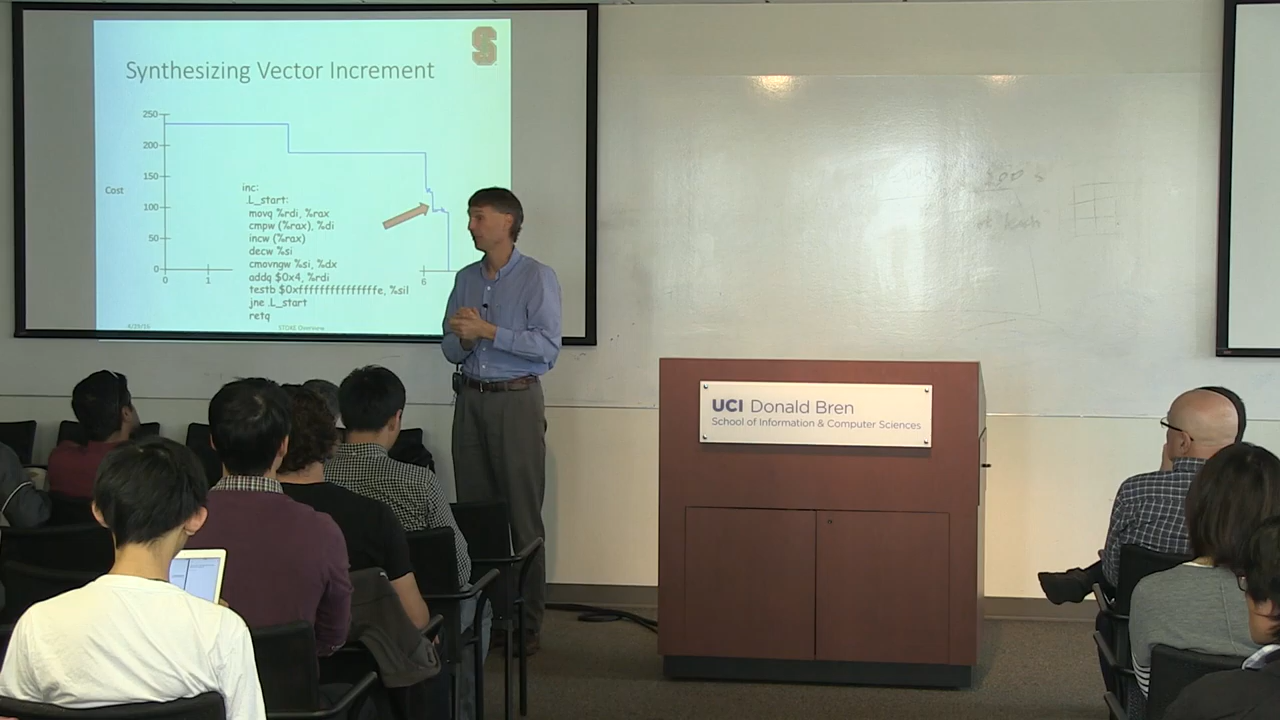 S
Synthesizing Vector Increment
250
200
150
Cost
100
50
0
0
1
6
inc:
.L_start:
movq %rdi, %rax
cmpw (%rax), %di
incw (%rax)
decw %si
cmovngw %si, %dx
addq $0x4, %rdi
testb $0xfffffffffffffffe, %sil
jne .L_start
retq
STOKE Overview
UCI Donald Bren
School of Information & Computer Sciences